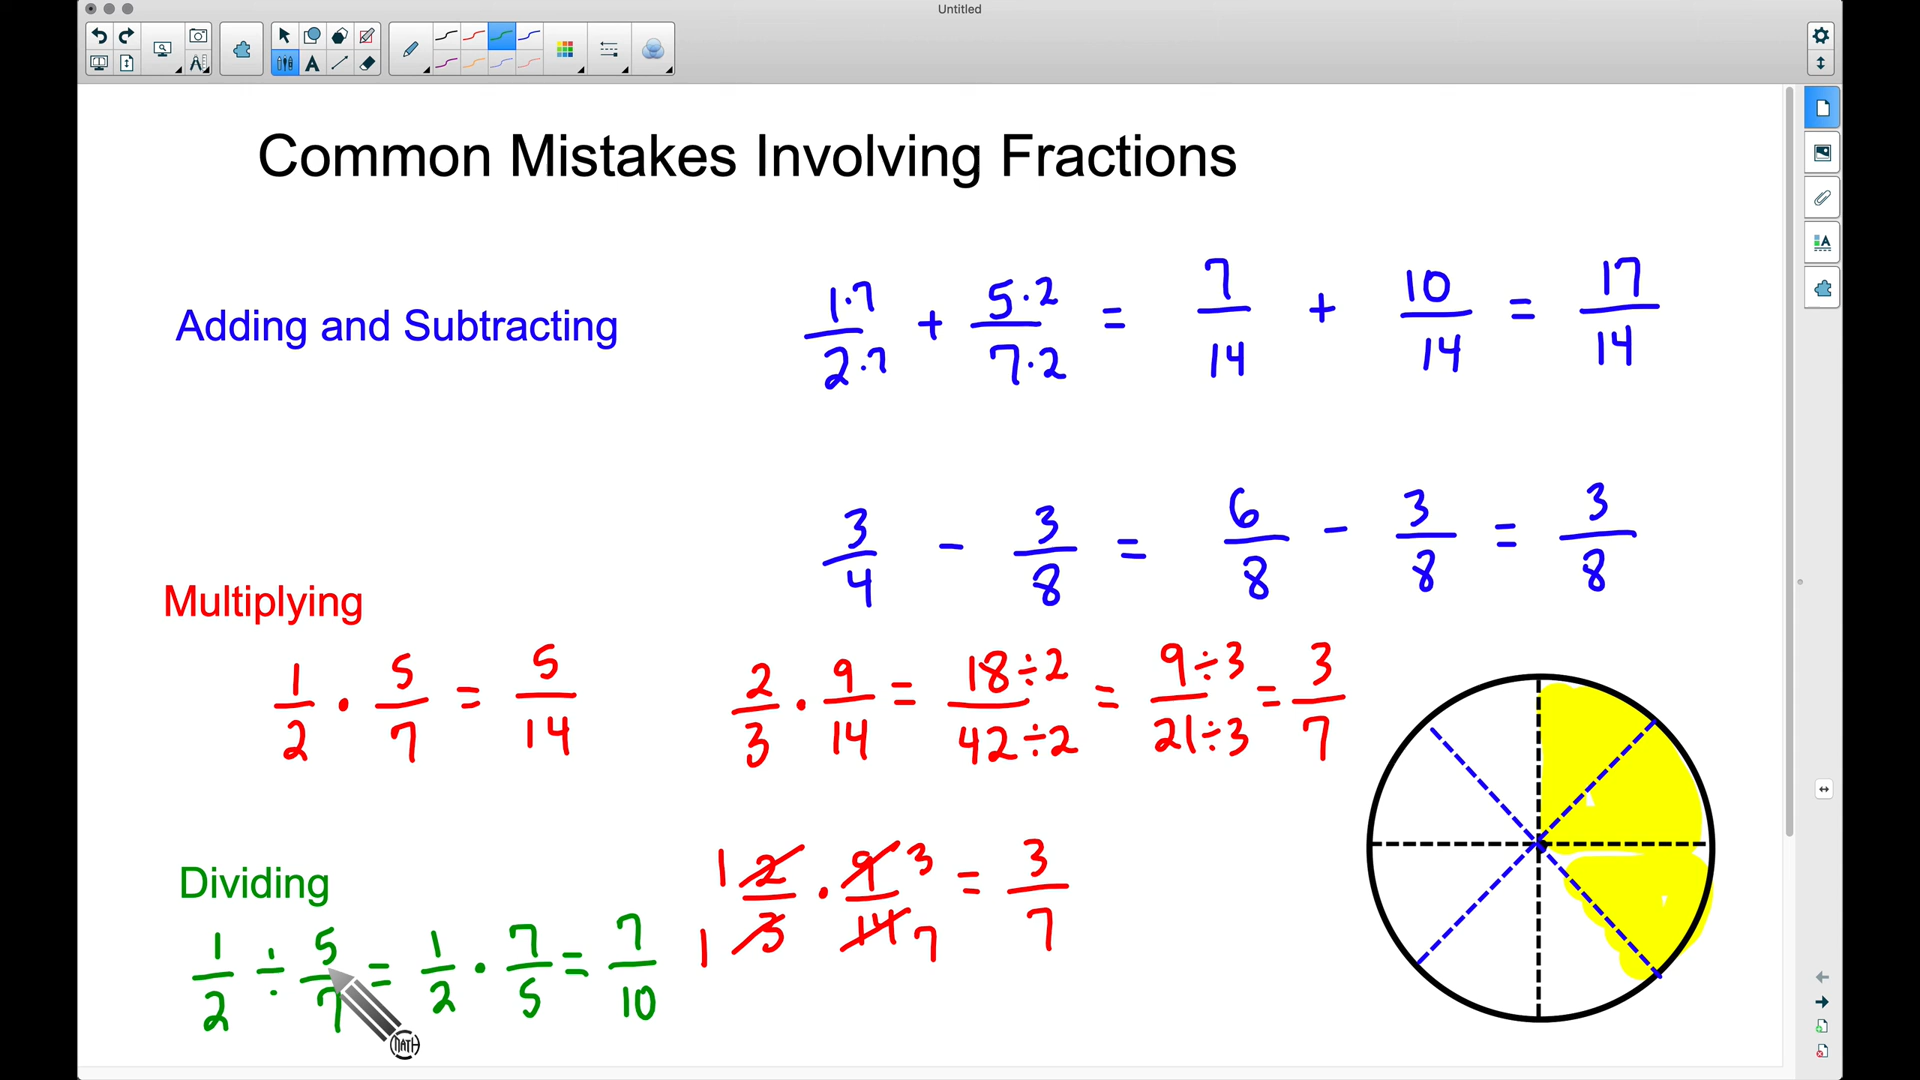 Untitled
Common Mistakes Involving Fractions
Adding and Subtracting
1·7/2·7 + 5·2/7·2 = 7/14 + 10/14 = 17/14
3/4 - 3/8 = 6/8 - 3/8 = 3/8
Multiplying
1/2 · 5/7 = 5/14
2/3 · 9/14 = 18÷2/42÷2 = 9÷3/21÷3 = 3/7
1 2/1 3 · 9 3/14 7 = 3/7
Dividing
1/2 ÷ 5/7 = 1/2 · 7/5 = 7/10
MATH